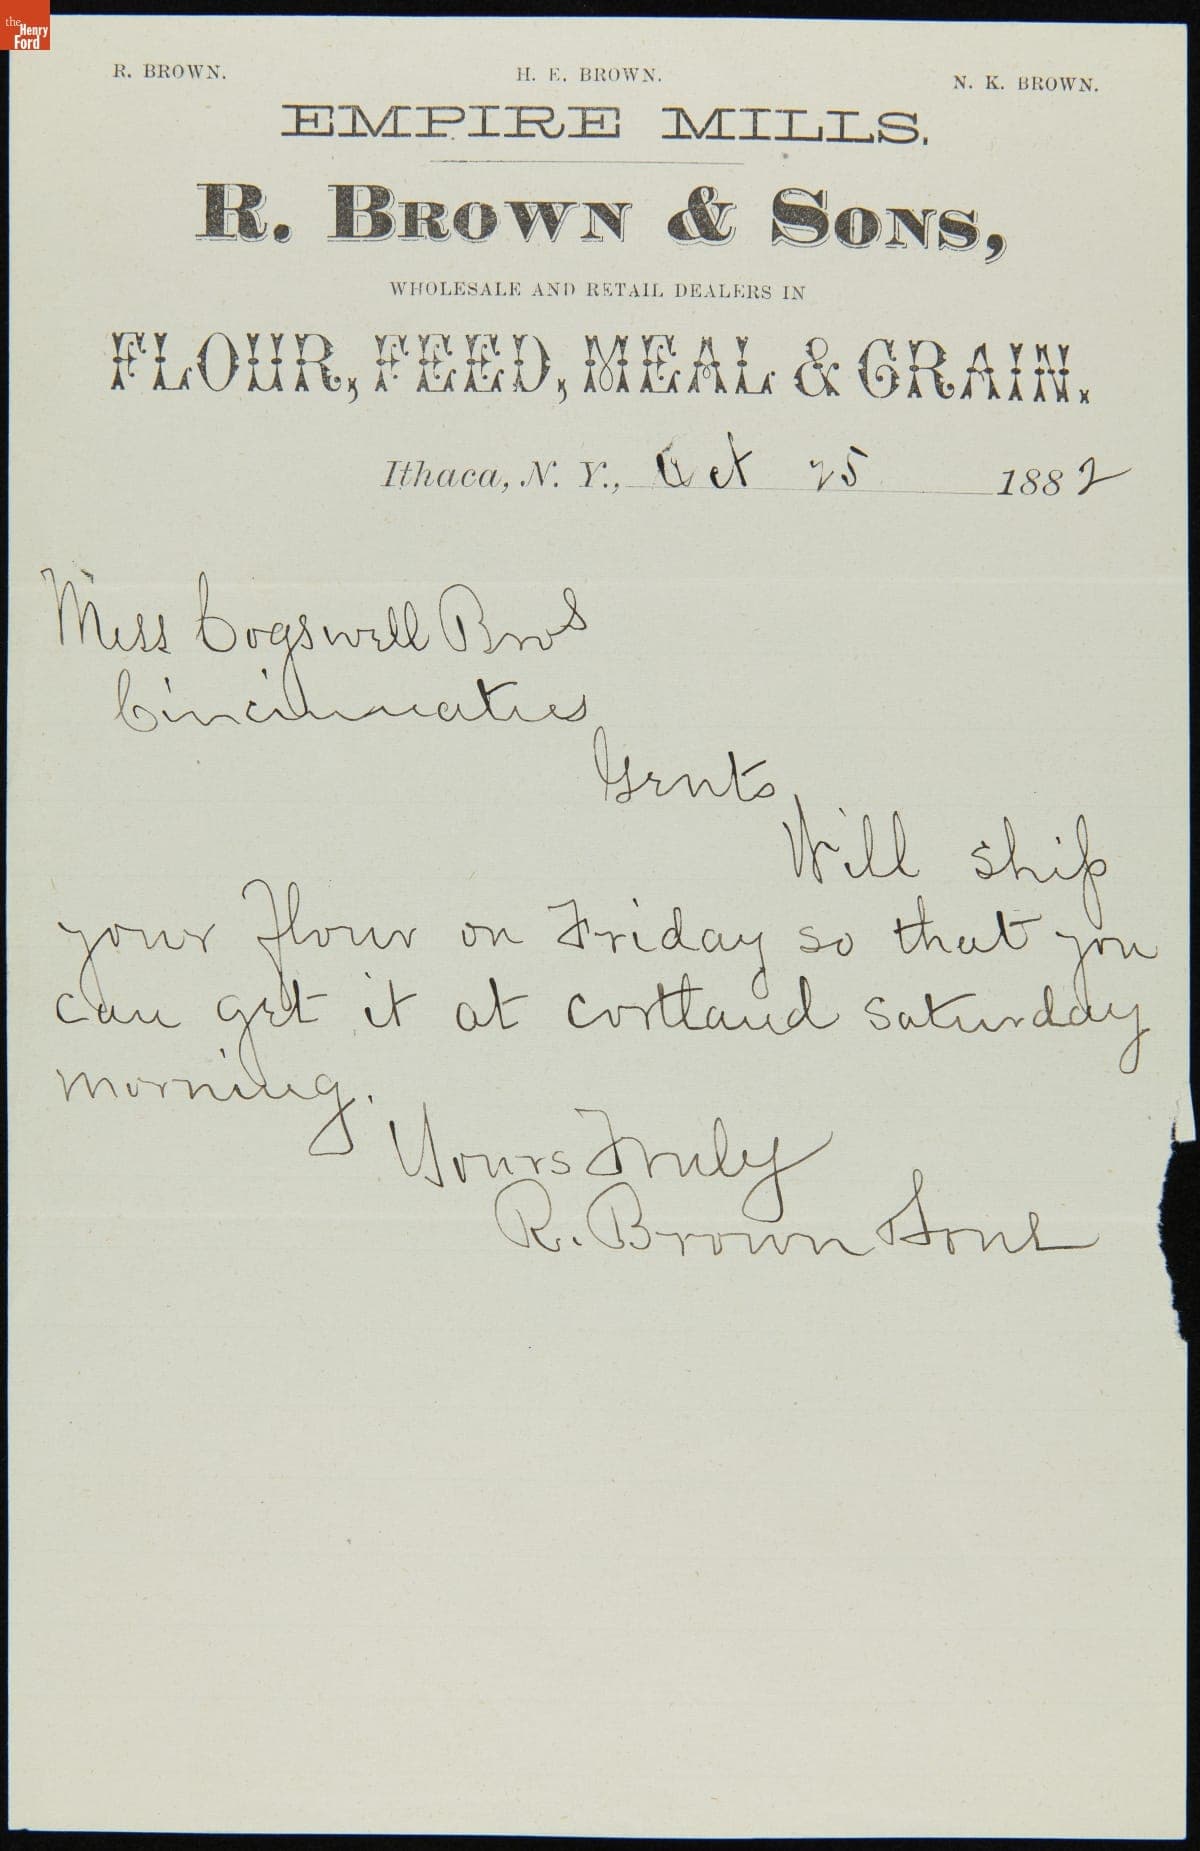 the Henry Ford
R. BROWN. H. E. BROWN. N. K. BROWN.
EMPIRE MILLS.
R. BROWN & SONS,
WHOLESALE AND RETAIL DEALERS IN
FLOUR, FEED, MEAL & GRAIN.
Ithaca, N. Y., Oct 25 1882
Mess Cogswell Bros
Cincinnatus
Gents
Will ship
your flour on Friday so that you
can get it at cortland saturday
morning.
Yours Truly
R. Brown Sons